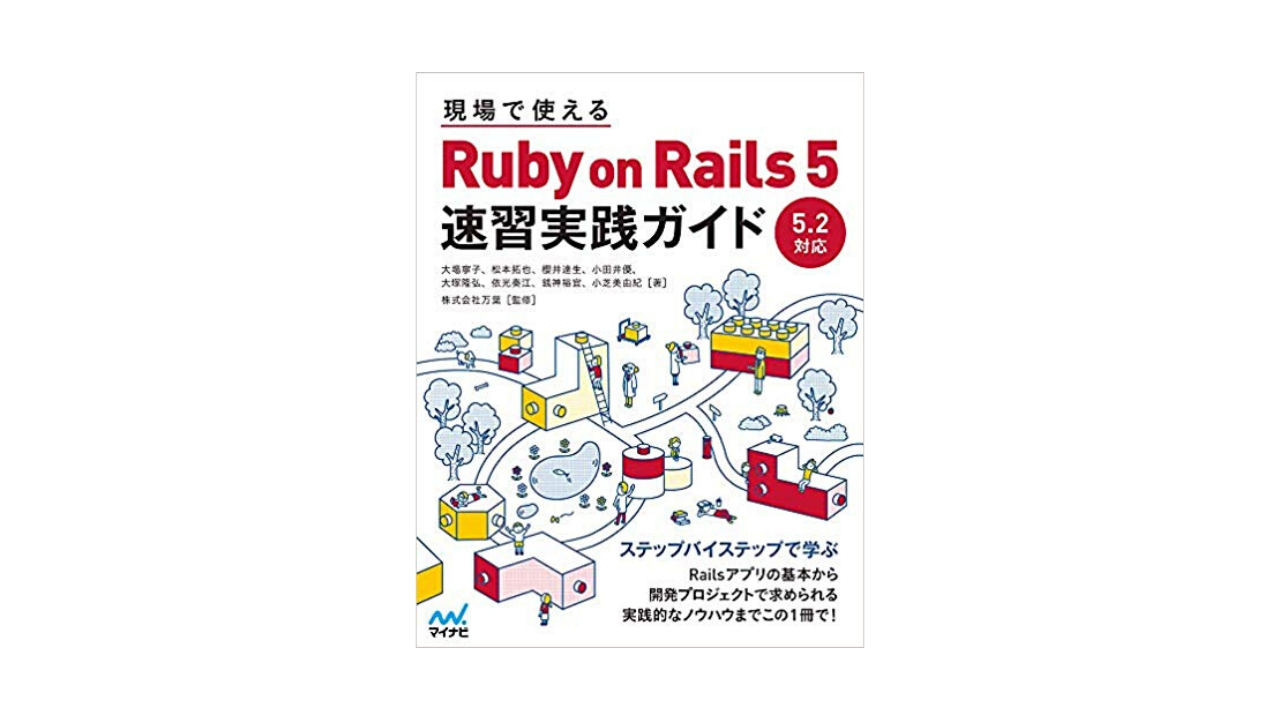 現場で使える
Ruby on Rails 5
速習実践ガイド
5.2
対応
大場寧子、松本拓也、櫻井達生、小田井優、
大塚隆弘、依光奏江、銭神裕宜、小芝美由紀［著］
株式会社万葉［監修］
ステップバイステップで学ぶ
Railsアプリの基本から
開発プロジェクトで求められる
実践的なノウハウまでこの1冊で！
マイナビ